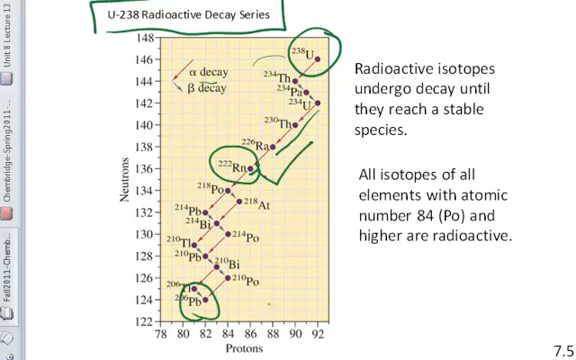 U-238 Radioactive Decay Series
Unit 8 Lecture 13
Chembridge-Spring2011-...
Fall2011-Chemb...
148
146
144
142
140
138
136
134
132
130
128
126
124
122
Neutrons
α decay
β decay
238U
234Th
234Pa
234U
230Th
226Ra
222Rn
218Po
218At
214Pb
214Bi
214Po
210Tl
210Pb
210Bi
210Po
206Tl
206Pb
78 80 81 82 84 86 88 90 92
Protons
Radioactive isotopes
undergo decay until
they reach a stable
species.
All isotopes of all
elements with atomic
number 84 (Po) and
higher are radioactive.
7.5